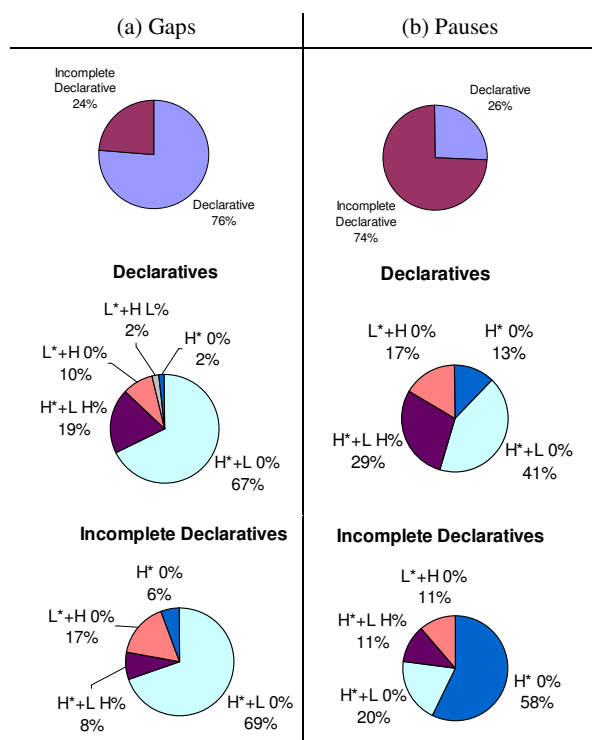 (a) Gaps
(b) Pauses
Incomplete
Declarative
24%
Declarative
76%
Declarative
26%
Incomplete
Declarative
74%
Declaratives
L*+H L%
2%
H* 0%
2%
L*+H 0%
10%
H*+L H%
19%
H*+L 0%
67%
Declaratives
L*+H 0%
17%
H* 0%
13%
H*+L H%
29%
H*+L 0%
41%
Incomplete Declaratives
H* 0%
6%
L*+H 0%
17%
H*+L H%
8%
H*+L 0%
69%
Incomplete Declaratives
L*+H 0%
11%
H*+L H%
11%
H*+L 0%
20%
H* 0%
58%